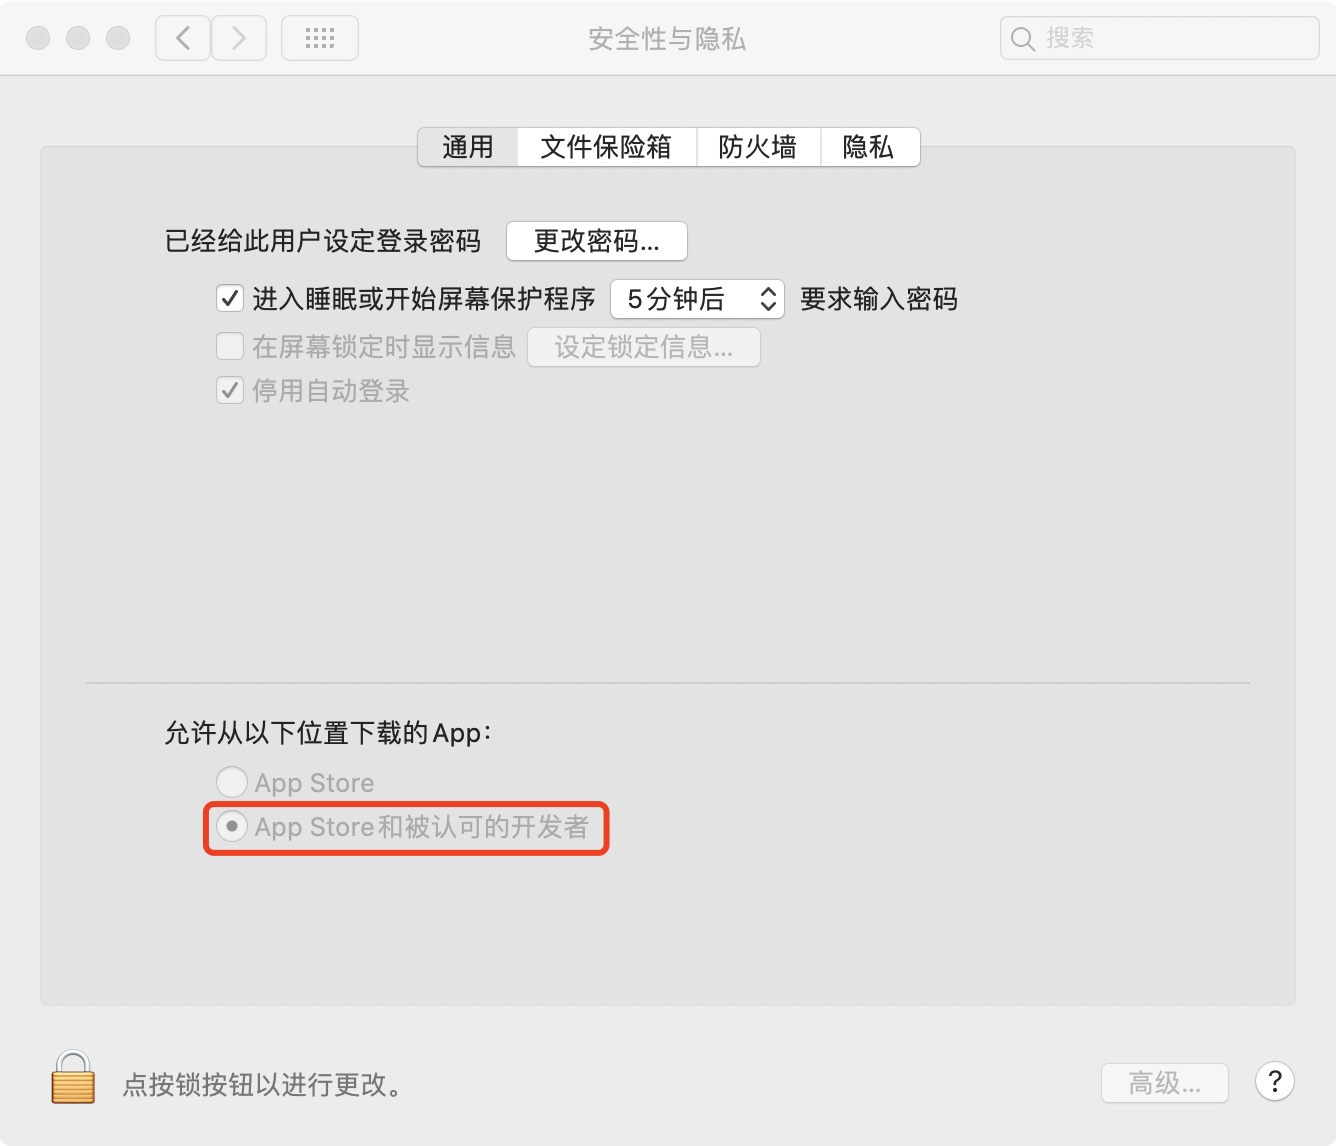 安全性与隐私
搜索
通用 文件保险箱 防火墙 隐私
已经给此用户设定登录密码 更改密码...
进入睡眠或开始屏幕保护程序 5分钟后 要求输入密码
在屏幕锁定时显示信息 设定锁定信息...
停用自动登录
允许从以下位置下载的App:
App Store
App Store和被认可的开发者
点按锁按钮以进行更改。
高级... ?